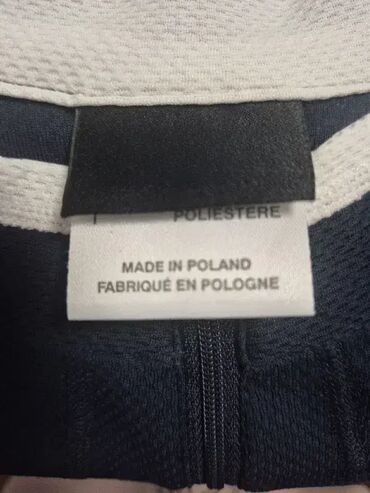 POLIESTERE
MADE IN POLAND
FABRIQUÉ EN POLOGNE